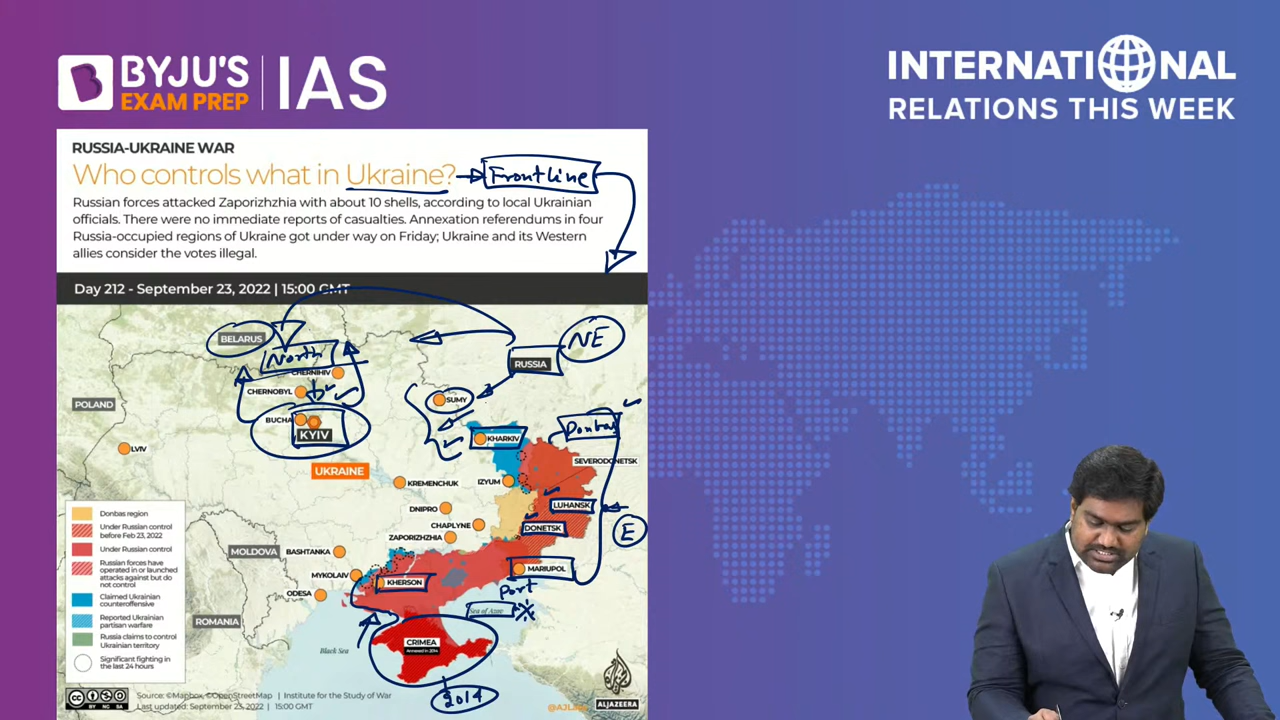 BYJU'S
EXAM PREP
IAS
INTERNATIONAL
RELATIONS THIS WEEK
RUSSIA-UKRAINE WAR
Who controls what in Ukraine?
Frontline
Russian forces attacked Zaporizhzhia with about 10 shells, according to local Ukrainian
officials. There were no immediate reports of casualties. Annexation referendums in four
Russia-occupied regions of Ukraine got under way on Friday; Ukraine and its Western
allies consider the votes illegal.
Day 212 - September 23, 2022 | 15:00 GMT
BELARUS
NE
North
RUSSIA
CHERNIHIV
CHERNOBYL
SUMY
POLAND
BUCHA
KYIV
Donbas
KHARKIV
LVIV
SEVERODONETSK
UKRAINE
KREMENCHUK
IZYUM
DNIPRO
LUHANSK
CHAPLYNE
DONETSK
E
ZAPORIZHZHIA
MOLDOVA
BASHTANKA
MARIUPOL
MYKOLAIV
KHERSON
Port
ODESA
Sea of Azov
ROMANIA
CRIMEA
Annexed in 2014
Black Sea
2014
Donbas region
Under Russian control
before Feb 23, 2022
Under Russian control
Russian forces have
operated in or launched
attacks against but do
not control
Claimed Ukrainian
counteroffensive
Reported Ukrainian
partisan warfare
Russia claims to control
Ukrainian territory
Significant fighting in
the last 24 hours
CC
BY NC SA
Source: ©Mapbox, ©OpenStreetMap | Institute for the Study of War
Last updated: September 23, 2022 | 15:00 GMT
ALJAZEERA